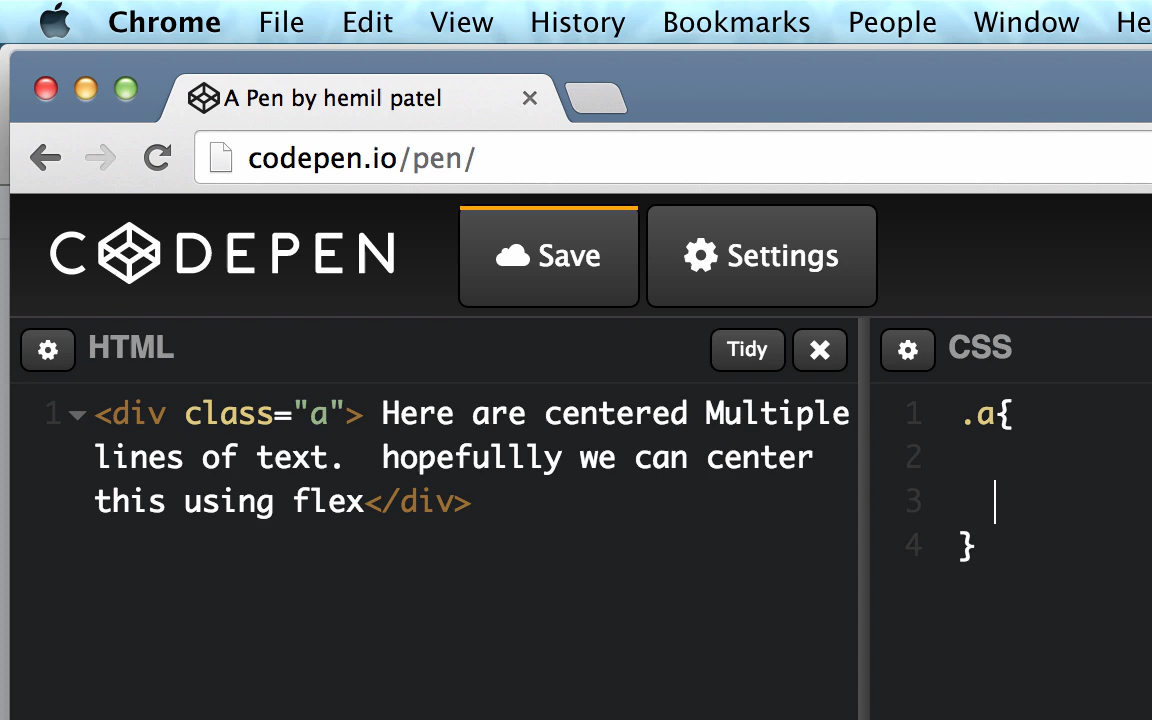 Chrome File Edit View History Bookmarks People Window He
A Pen by hemil patel
codepen.io/pen/
CODEPEN Save Settings
HTML Tidy CSS
1 <div class="a"> Here are centered Multiple
lines of text.  hopefullly we can center
this using flex</div>
1 .a{
2
3
4 }